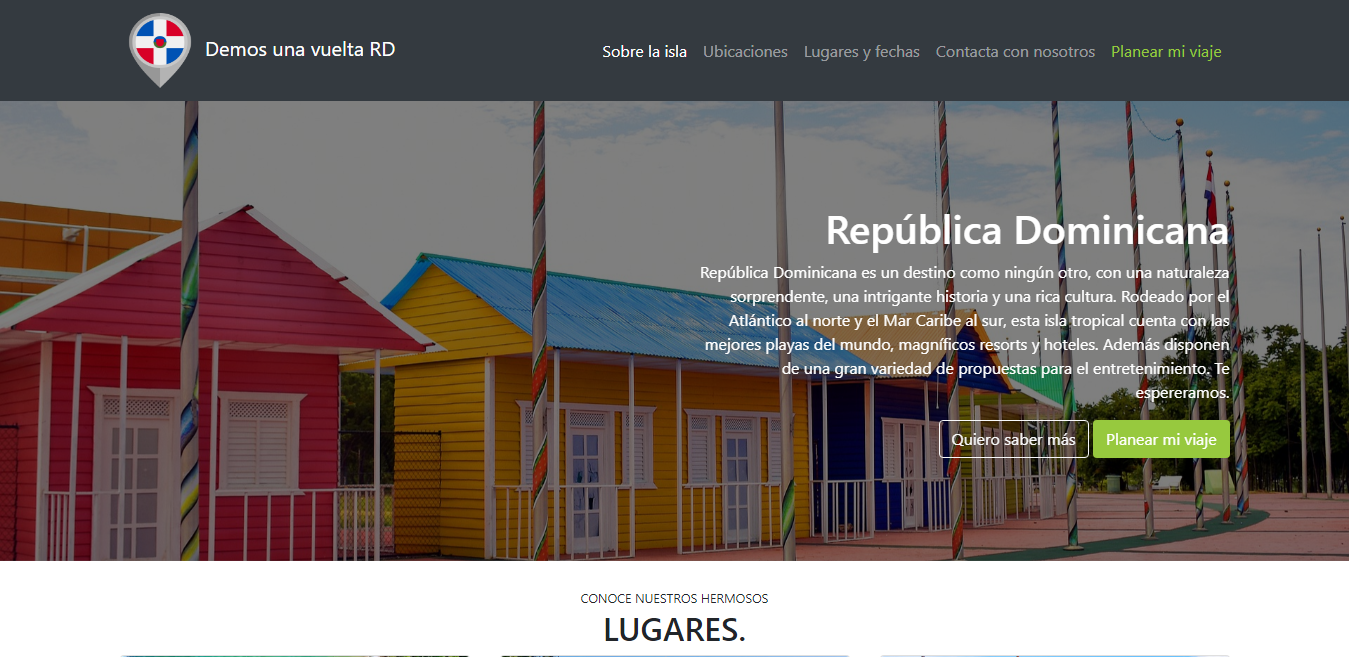 Demos una vuelta RD
Sobre la isla
Ubicaciones
Lugares y fechas
Contacta con nosotros
Planear mi viaje
República Dominicana
República Dominicana es un destino como ningún otro, con una naturaleza
sorprendente, una intrigante historia y una rica cultura. Rodeado por el
Atlántico al norte y el Mar Caribe al sur, esta isla tropical cuenta con las
mejores playas del mundo, magníficos resorts y hoteles. Además disponen
de una gran variedad de propuestas para el entretenimiento. Te
espereramos.
Quiero saber más
Planear mi viaje
CONOCE NUESTROS HERMOSOS
LUGARES.